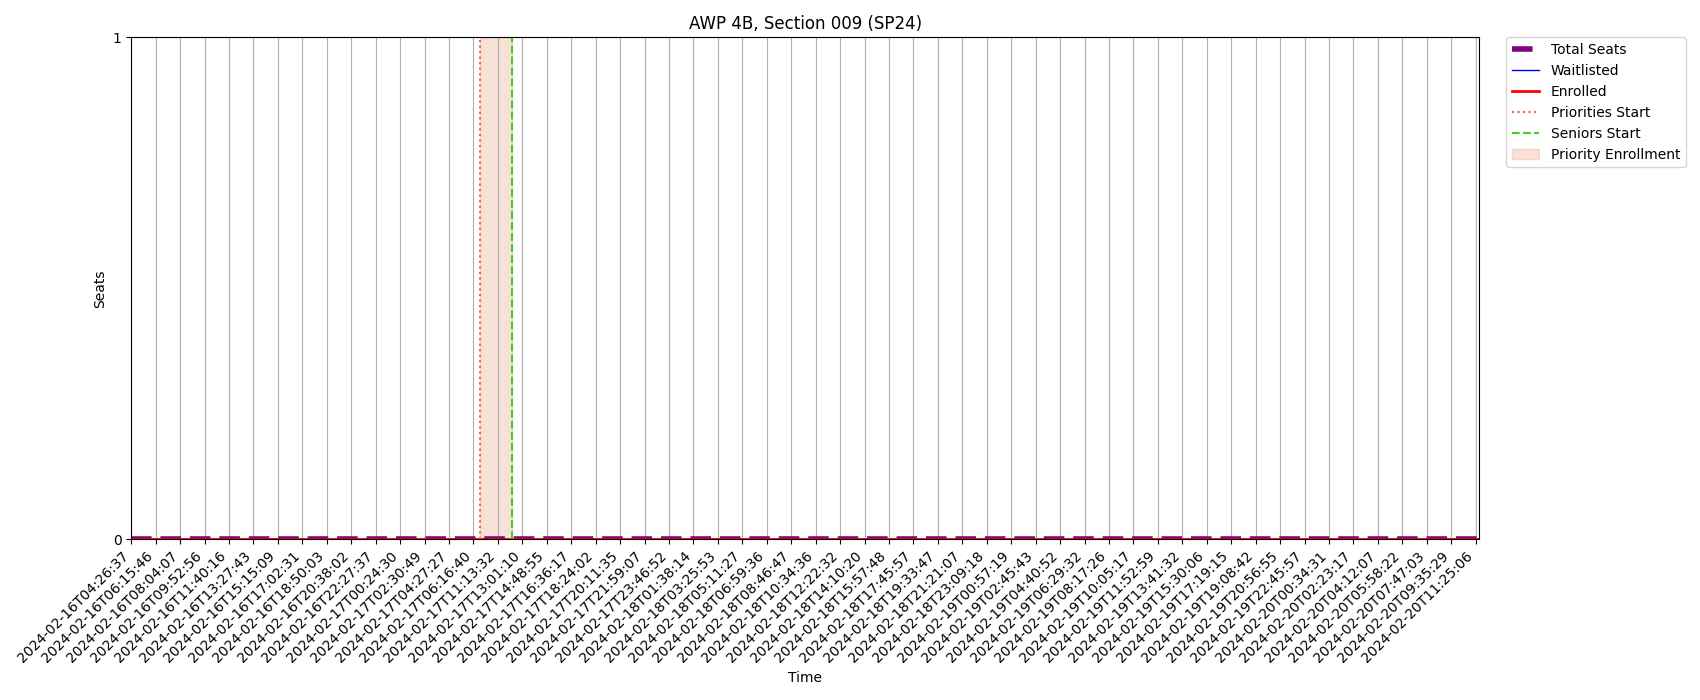 AWP 4B, Section 009 (SP24)
1
0
Seats
Total Seats
Waitlisted
Enrolled
Priorities Start
Seniors Start
Priority Enrollment
2024-02-16T04:26:37
2024-02-16T06:15:46
2024-02-16T08:04:07
2024-02-16T09:52:56
2024-02-16T11:40:16
2024-02-16T13:27:43
2024-02-16T15:15:09
2024-02-16T17:02:31
2024-02-16T18:50:03
2024-02-16T20:38:02
2024-02-16T22:27:37
2024-02-17T00:24:30
2024-02-17T02:30:49
2024-02-17T04:27:27
2024-02-17T06:16:40
2024-02-17T11:13:32
2024-02-17T13:01:10
2024-02-17T14:48:55
2024-02-17T16:36:17
2024-02-17T18:24:02
2024-02-17T20:11:35
2024-02-17T21:59:07
2024-02-17T23:46:52
2024-02-18T01:38:14
2024-02-18T03:25:53
2024-02-18T05:11:27
2024-02-18T06:59:36
2024-02-18T08:46:47
2024-02-18T10:34:36
2024-02-18T12:22:32
2024-02-18T14:10:20
2024-02-18T15:57:48
2024-02-18T17:45:57
2024-02-18T19:33:47
2024-02-18T21:21:07
2024-02-18T23:09:18
2024-02-19T00:57:19
2024-02-19T02:45:43
2024-02-19T04:40:52
2024-02-19T06:29:32
2024-02-19T08:17:26
2024-02-19T10:05:17
2024-02-19T11:52:59
2024-02-19T13:41:32
2024-02-19T15:30:06
2024-02-19T17:19:15
2024-02-19T19:08:42
2024-02-19T20:56:55
2024-02-19T22:45:57
2024-02-20T00:34:31
2024-02-20T02:23:17
2024-02-20T04:12:07
2024-02-20T05:58:22
2024-02-20T07:47:03
2024-02-20T09:35:29
2024-02-20T11:25:06
Time